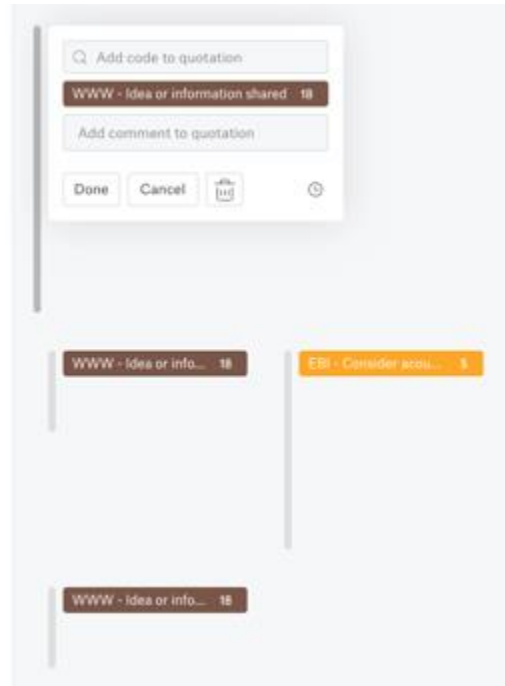 Add code to quotation
WWW - Idea or information shared 18
Add comment to quotation
Done Cancel
WWW - Idea or info... 18
EBI - Consider acou... 5
WWW - Idea or info... 18